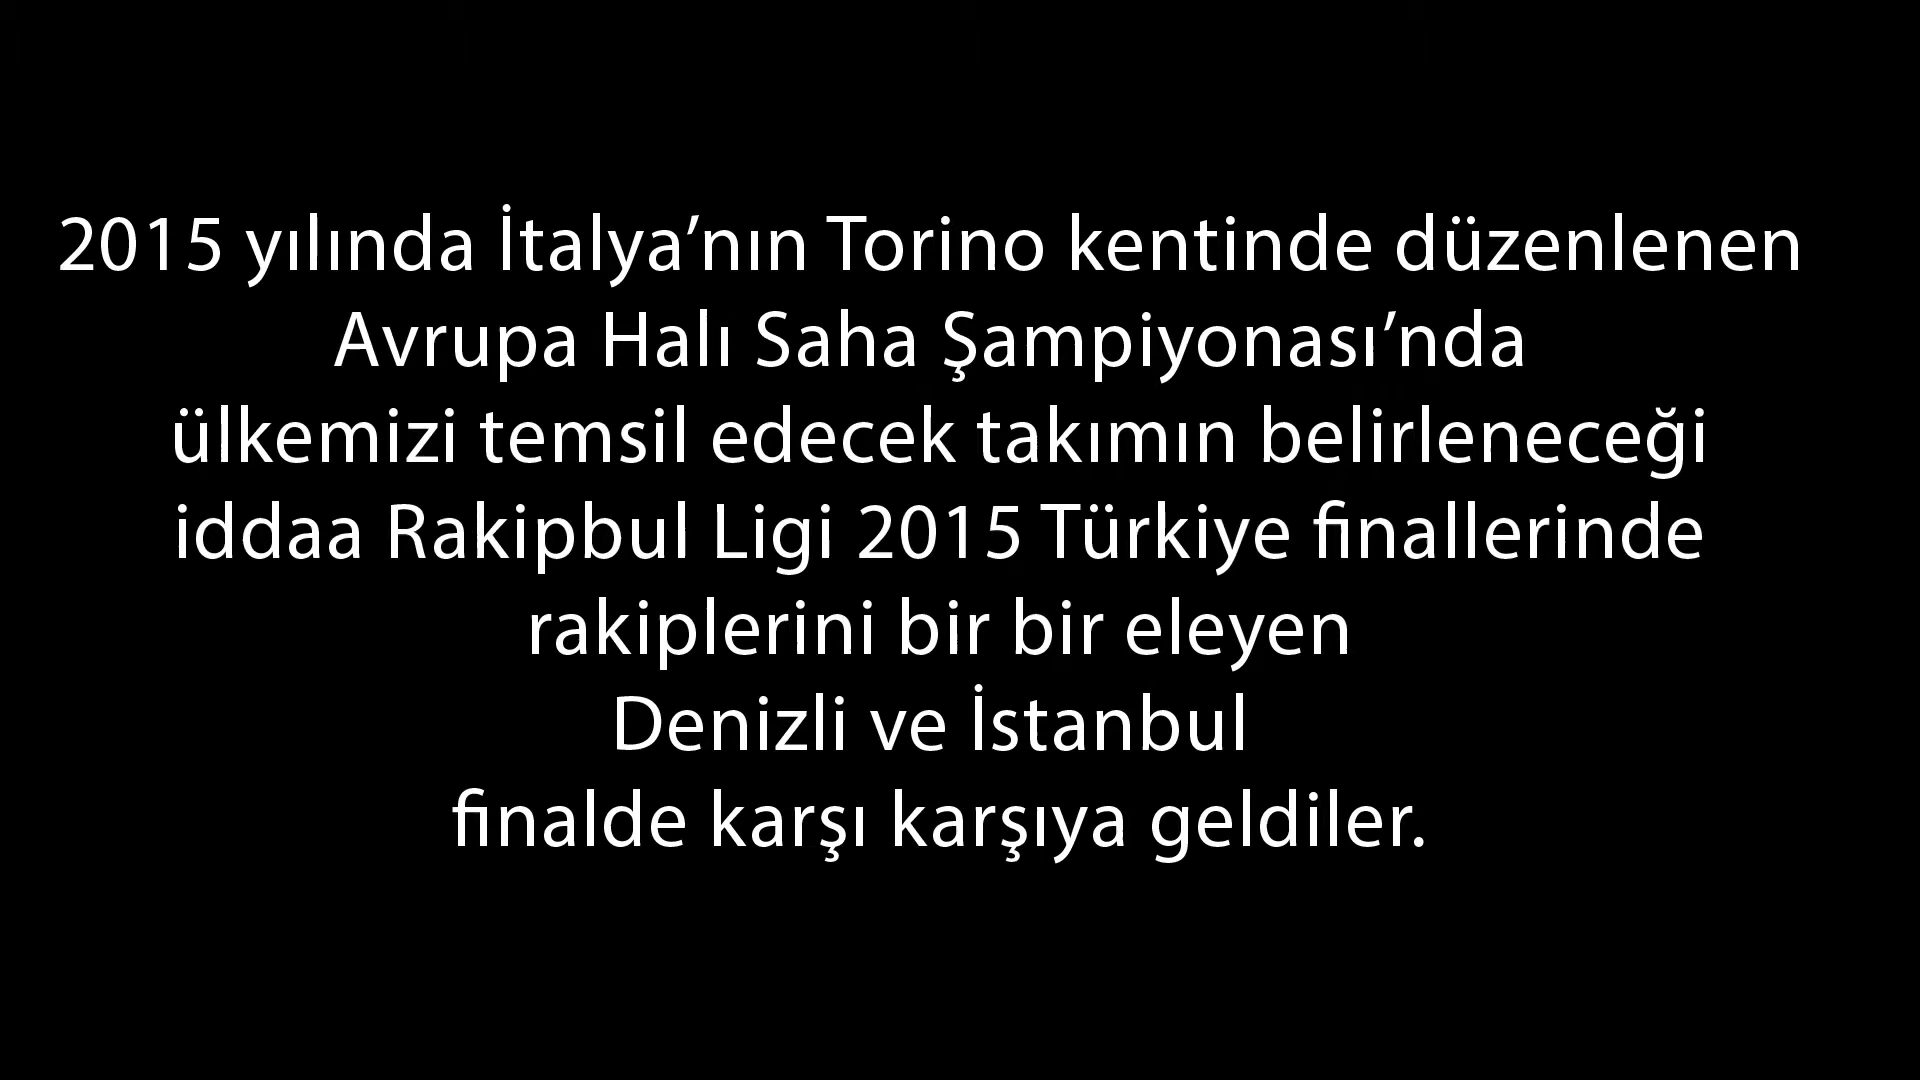 2015 yılında İtalya’nın Torino kentinde düzenlenen
Avrupa Halı Saha Şampiyonası’nda
ülkemizi temsil edecek takımın belirleneceği
iddaa Rakipbul Ligi 2015 Türkiye finallerinde
rakiplerini bir bir eleyen
Denizli ve İstanbul
finalde karşı karşıya geldiler.